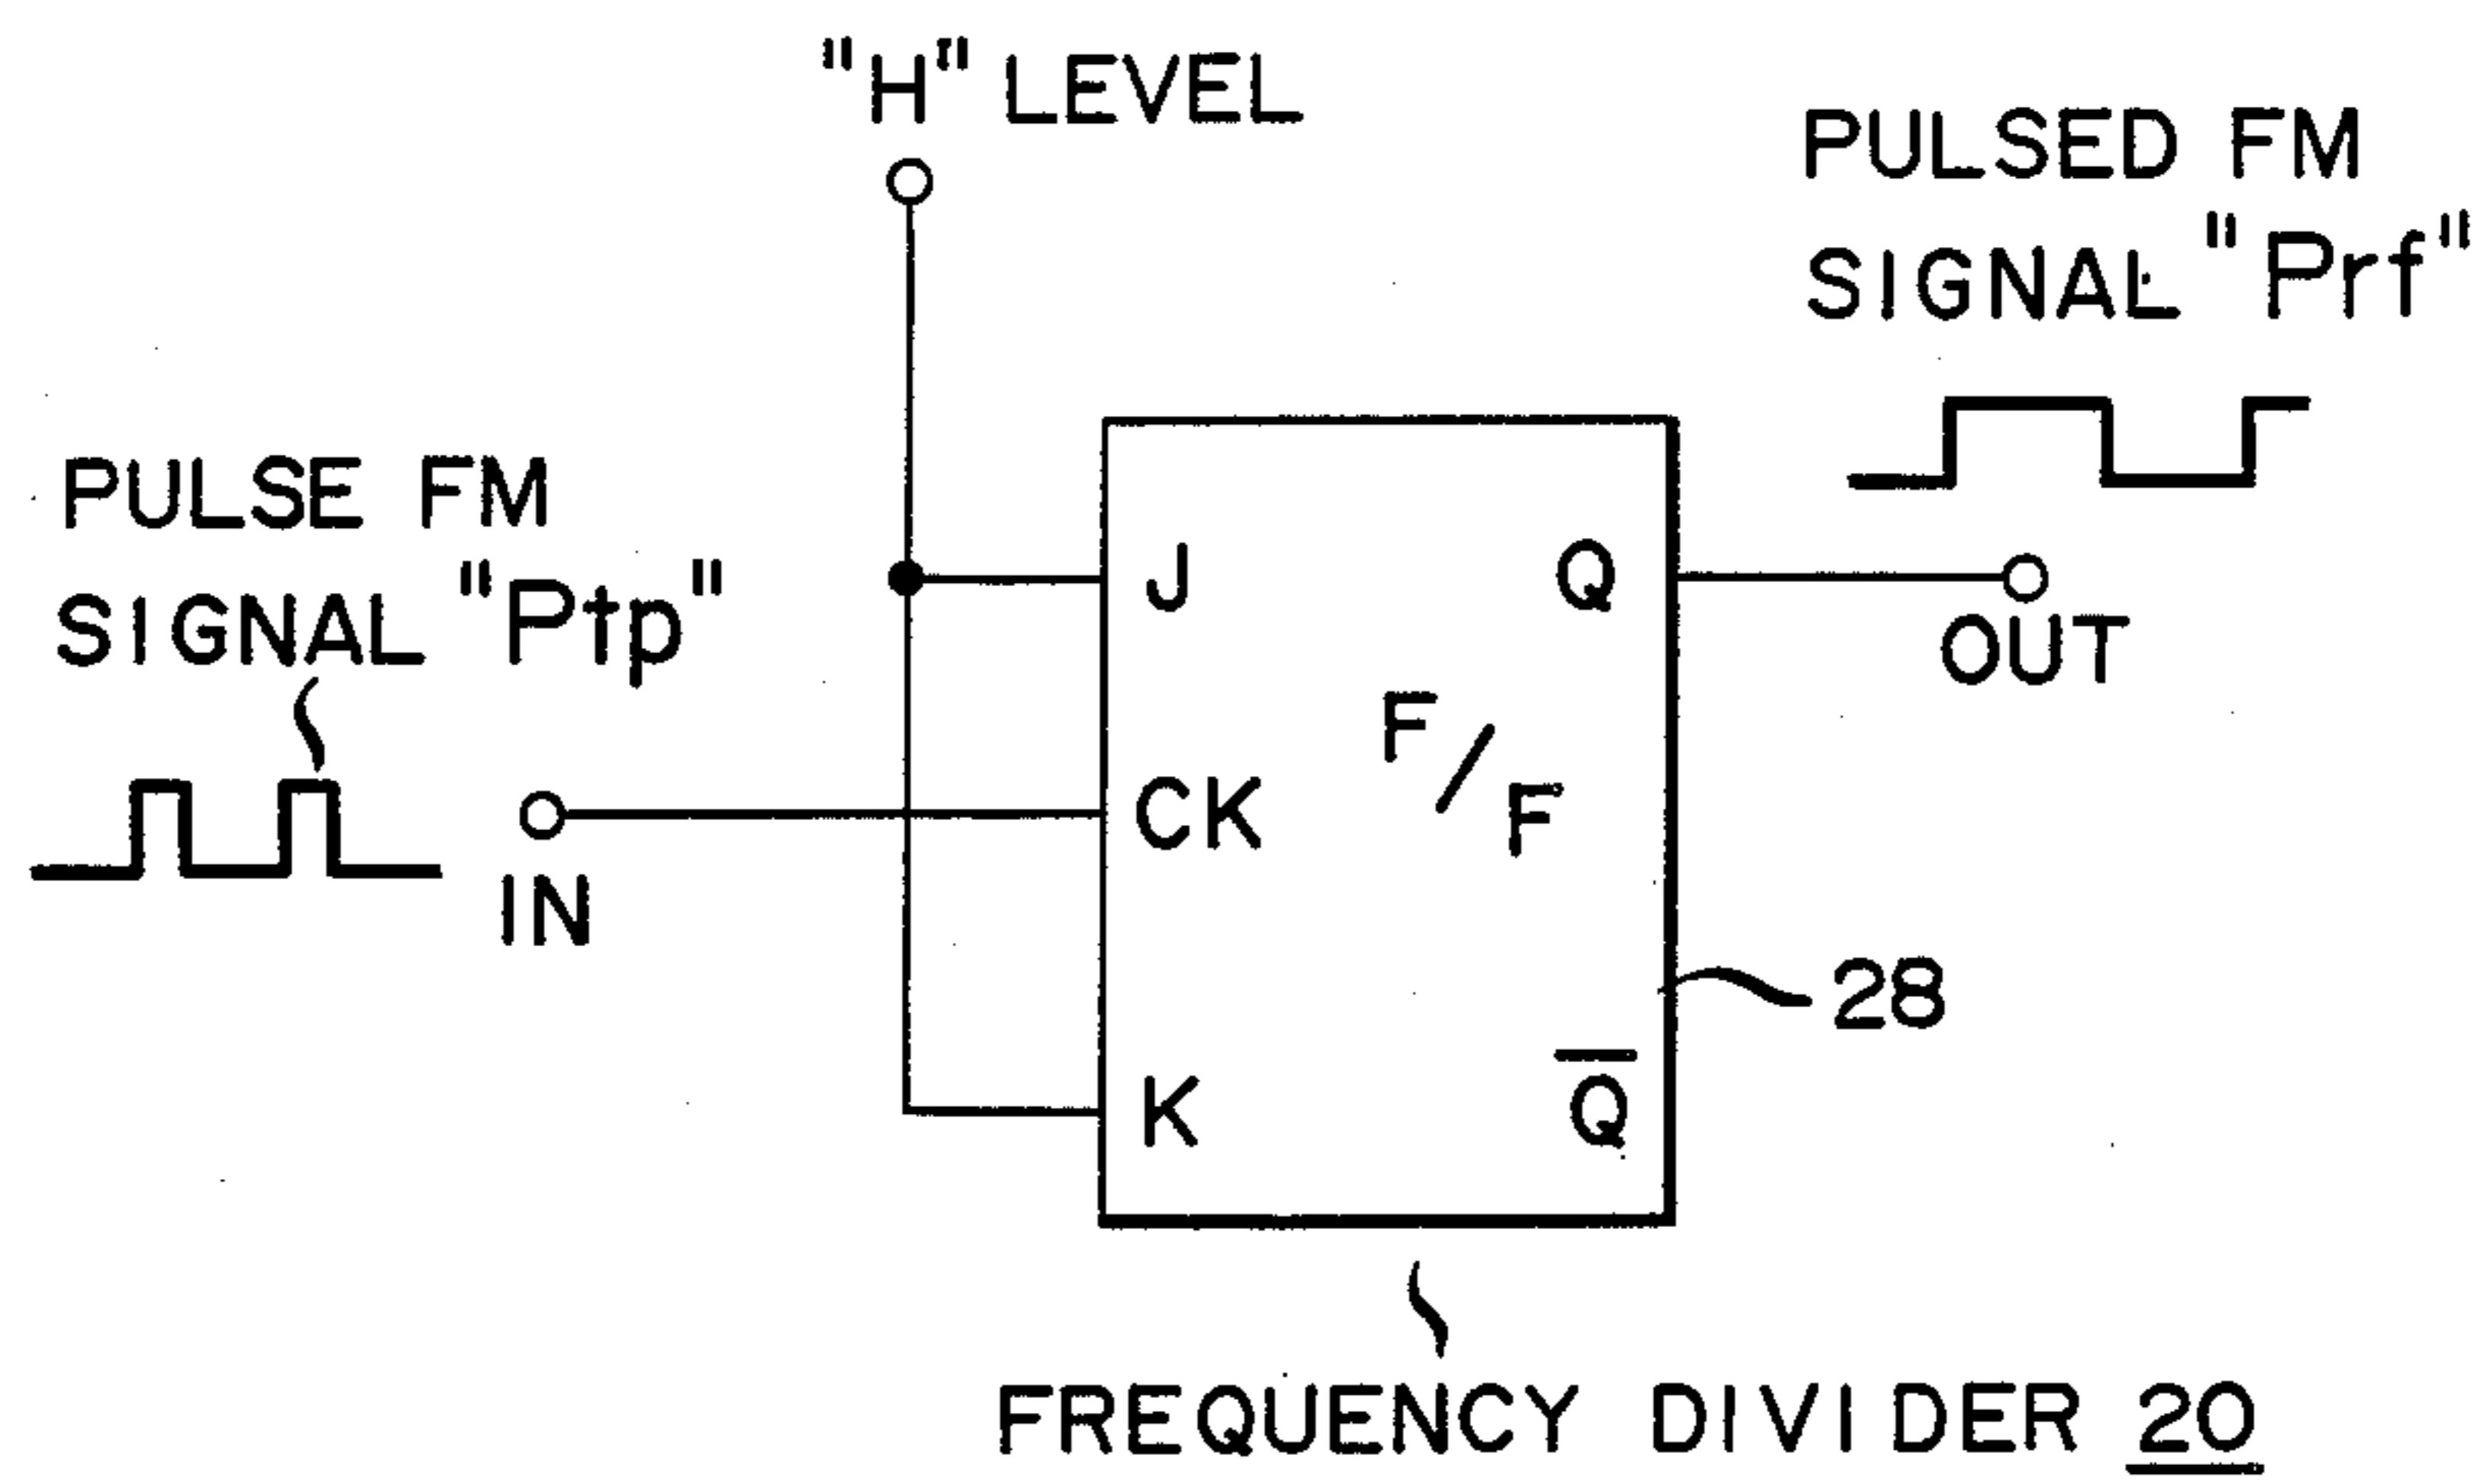 "H" LEVEL
PULSED FM
SIGNAL "Prf"
PULSE FM
SIGNAL "Ptp"
J
Q
OUT
F/F
CK
IN
28
K
Q̅
FREQUENCY DIVIDER 20